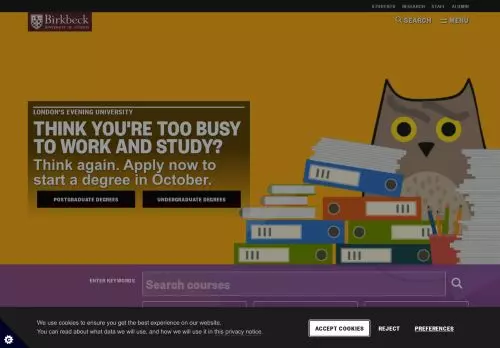 STUDENTS RESEARCH STAFF ALUMNI
Birkbeck
UNIVERSITY OF LONDON
SEARCH
MENU
LONDON'S EVENING UNIVERSITY
THINK YOU'RE TOO BUSY
TO WORK AND STUDY?
Think again. Apply now to
start a degree in October.
POSTGRADUATE DEGREES
UNDERGRADUATE DEGREES
ENTER KEYWORDS
Search courses
We use cookies to ensure you get the best experience on our website.
You can read about what data we will use, and how we will use it in this privacy notice.
ACCEPT COOKIES
REJECT
PREFERENCES